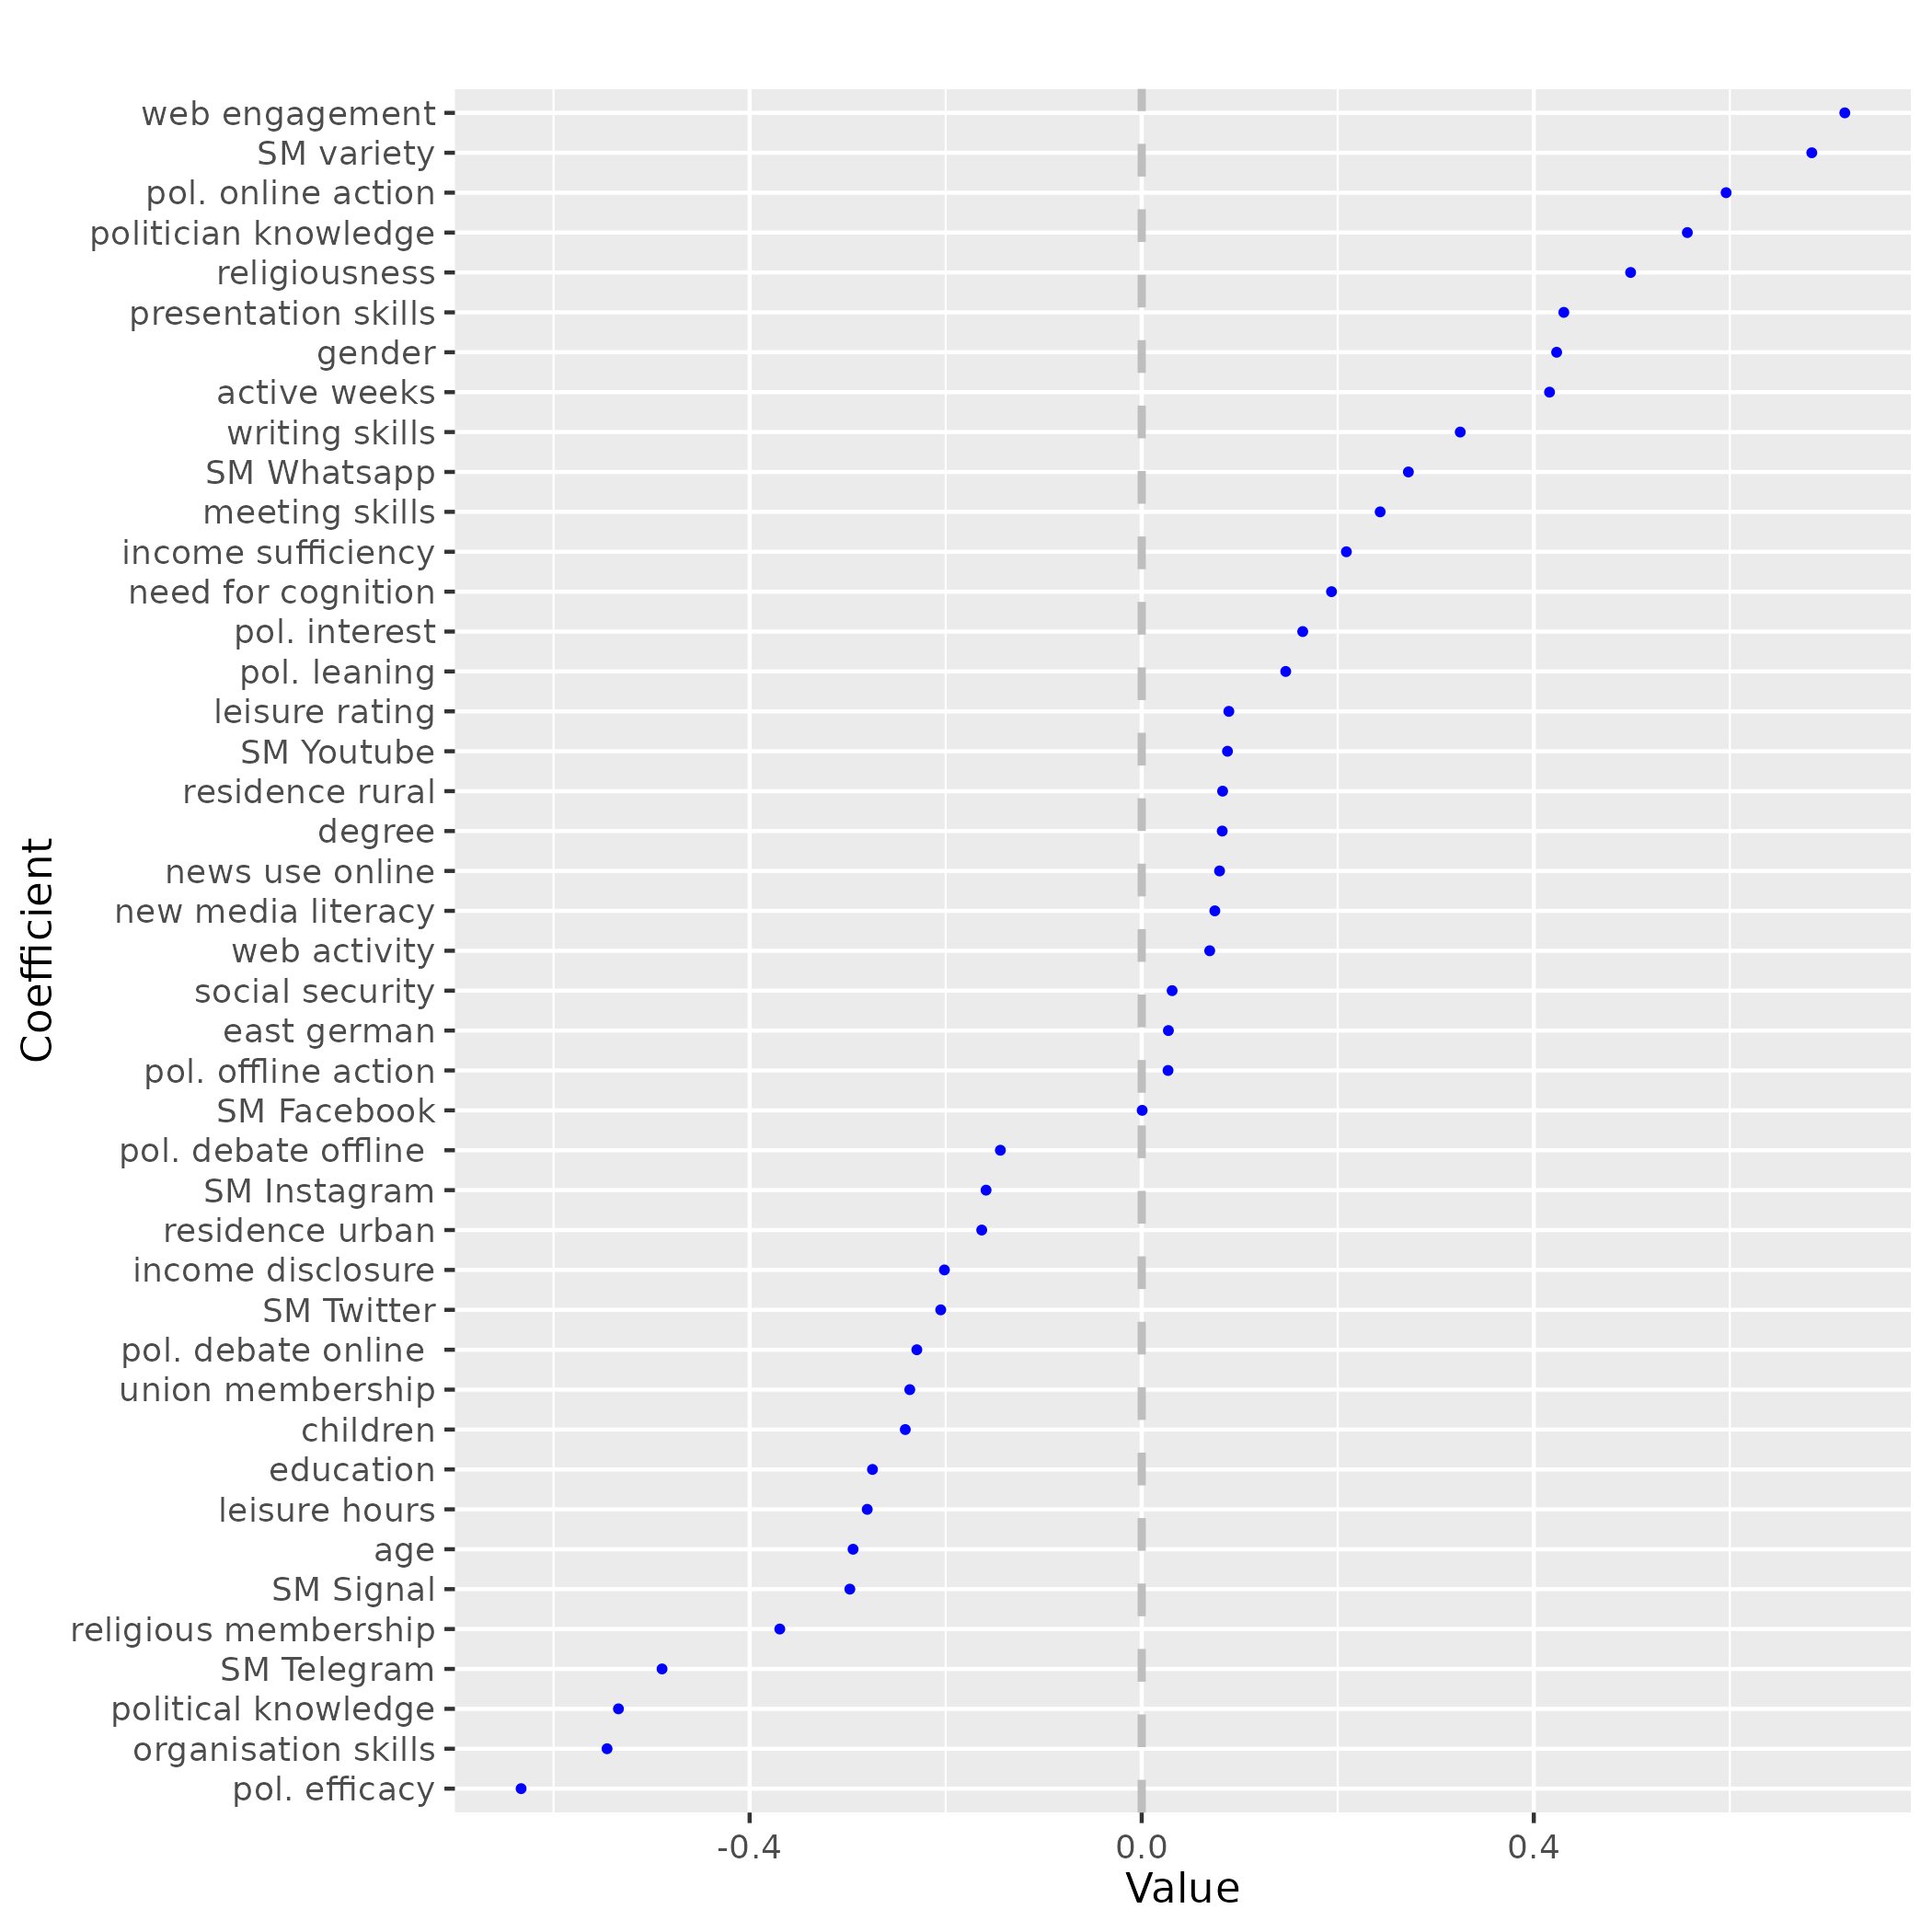 web engagement
SM variety
pol. online action
politician knowledge
religiousness
presentation skills
gender
active weeks
writing skills
SM Whatsapp
meeting skills
income sufficiency
need for cognition
pol. interest
pol. leaning
leisure rating
SM Youtube
residence rural
degree
news use online
new media literacy
web activity
social security
east german
pol. offline action
SM Facebook
pol. debate offline
SM Instagram
residence urban
income disclosure
SM Twitter
pol. debate online
union membership
children
education
leisure hours
age
SM Signal
religious membership
SM Telegram
political knowledge
organisation skills
pol. efficacy
Coefficient
-0.4 0.0 0.4
Value